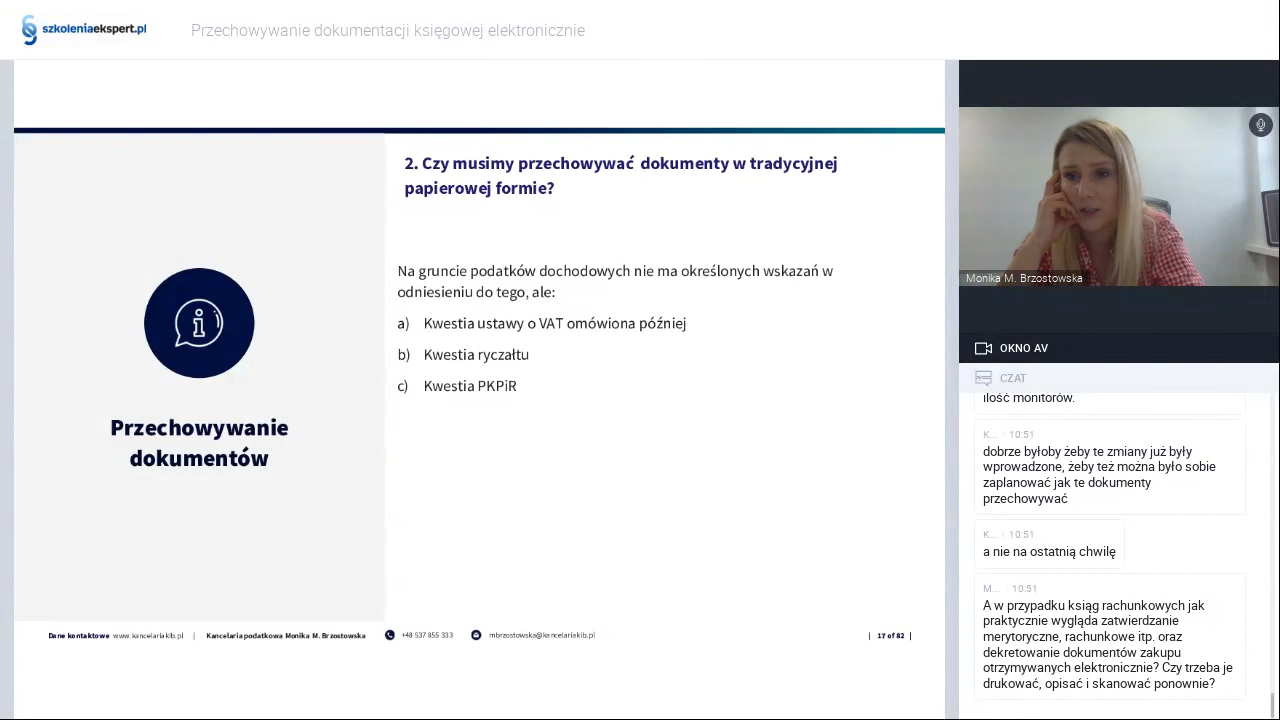 szkoleniaekspert.pl
Przechowywanie dokumentacji księgowej elektronicznie
2. Czy musimy przechowywać dokumenty w tradycyjnej
papierowej formie?
Na gruncie podatków dochodowych nie ma określonych wskazań w
odniesieniu do tego, ale:
a) Kwestia ustawy o VAT omówiona później
b) Kwestia ryczałtu
c) Kwestia PKPiR
Przechowywanie
dokumentów
Dane kontaktowe www.kancelariakib.pl | Kancelaria podatkowa Monika M. Brzostowska +48 537 855 333 mbrzostowska@kancelariakib.pl | 17 of 82 |
Monika M. Brzostowska
OKNO AV
CZAT
ilość monitorów.
K... | 10:51
dobrze byłoby żeby te zmiany już były
wprowadzone, żeby też można było sobie
zaplanować jak te dokumenty
przechowywać
K... | 10:51
a nie na ostatnią chwilę
M... | 10:51
A w przypadku ksiąg rachunkowych jak
praktycznie wygląda zatwierdzanie
merytoryczne, rachunkowe itp. oraz
dekretowanie dokumentów zakupu
otrzymywanych elektronicznie? Czy trzeba je
drukować, opisać i skanować ponownie?